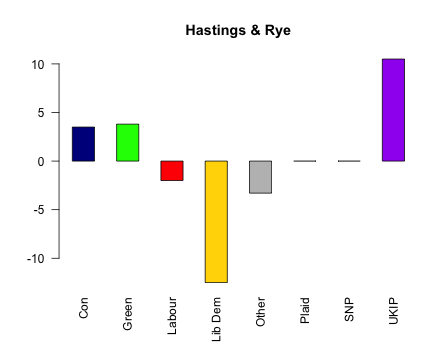 Hastings & Rye
10
5
0
-5
-10
Con
Green
Labour
Lib Dem
Other
Plaid
SNP
UKIP